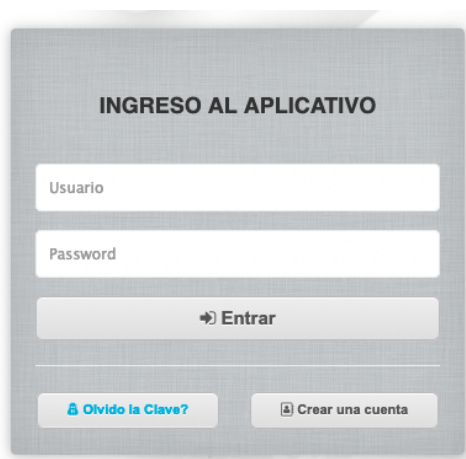 INGRESO AL APLICATIVO
Usuario
Password
Entrar
Olvido la Clave?
Crear una cuenta